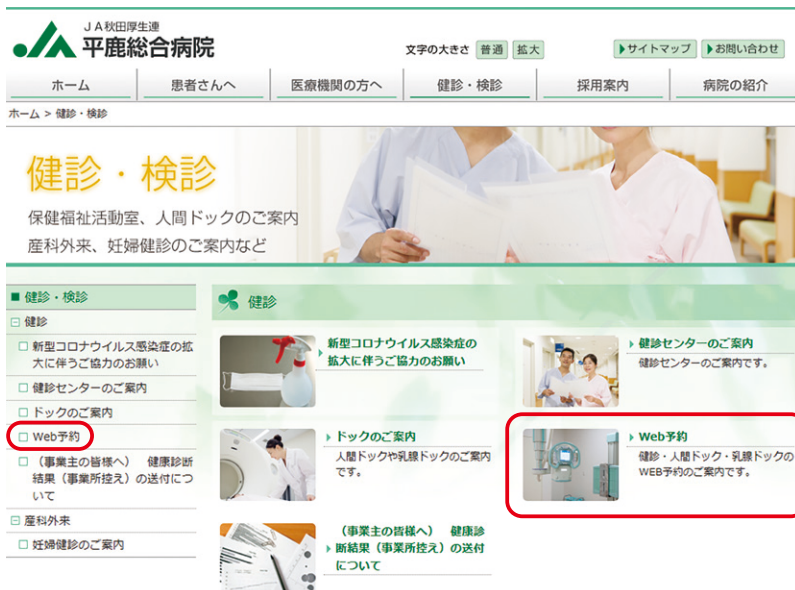 JA秋田厚生連
平鹿総合病院
文字の大きさ 普通 拡大
サイトマップ お問い合わせ
ホーム 患者さんへ 医療機関の方へ 健診・検診 採用案内 病院の紹介
ホーム > 健診・検診
健診・検診
保健福祉活動室、人間ドックのご案内
産科外来、妊婦健診のご案内など
健診・検診
健診
新型コロナウイルス感染症の拡
大に伴うご協力のお願い
健診センターのご案内
ドックのご案内
Web予約
（事業主の皆様へ） 健康診断
結果（事業所控え）の送付につ
いて
産科外来
妊婦健診のご案内
健診
新型コロナウイルス感染症の
拡大に伴うご協力のお願い
健診センターのご案内
健診センターのご案内です。
ドックのご案内
人間ドックや乳腺ドックのご案内
です。
Web予約
健診・人間ドック・乳腺ドックの
WEB予約のご案内です。
（事業主の皆様へ） 健康診
断結果（事業所控え）の送付
について